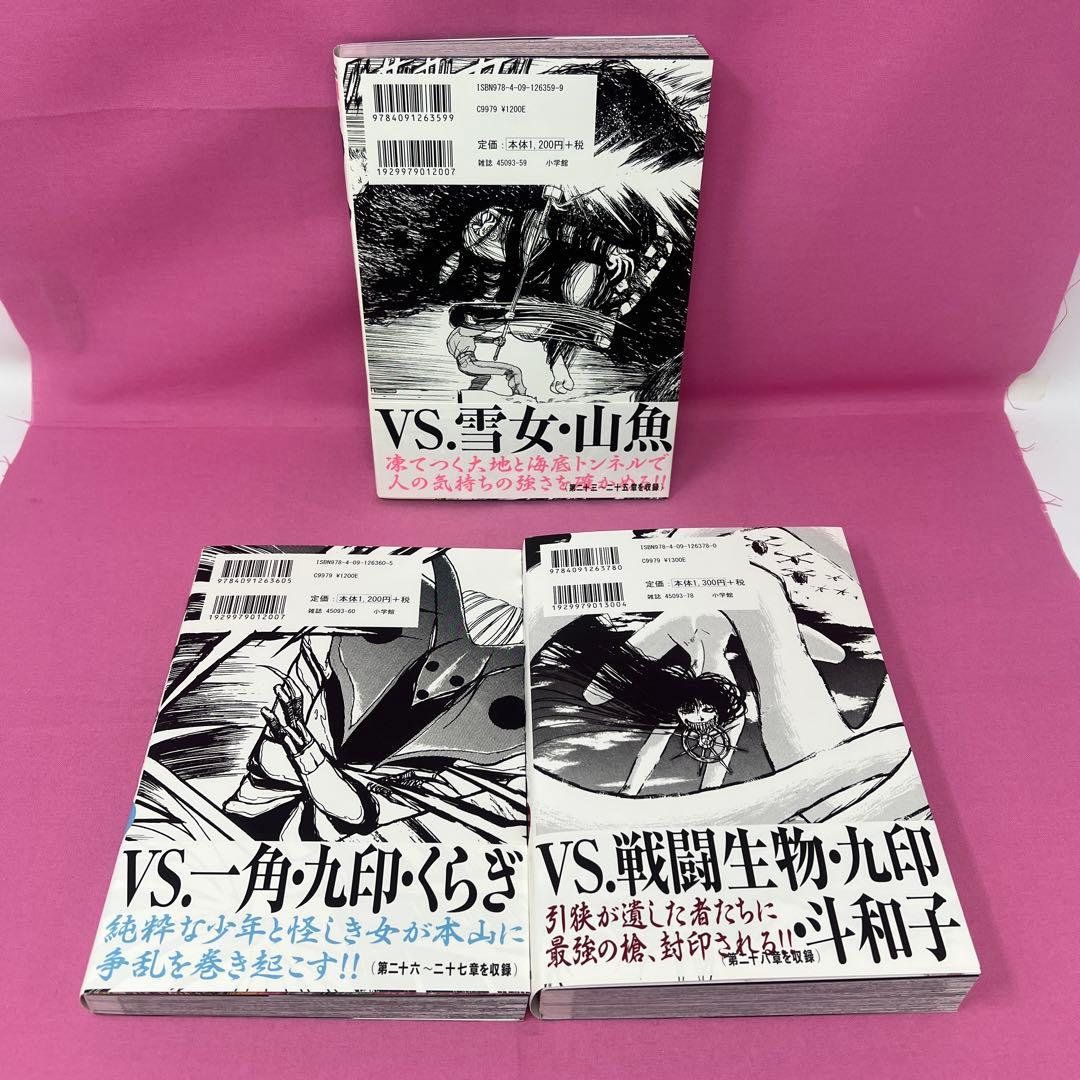 ISBN978-4-09-126359-9
9784091263599
C9979 ¥1200E
定価：本体1,200円＋税
1929979012007
雑誌 45093-59 小学館
VS.雪女・山魚
凍てつく大地と海底トンネルで
人の気持ちの強さを確かめろ!!
第二十三〜二十五章を収録）
ISBN978-4-09-126360-5
9784091263605
C9979 ¥1200E
定価：本体1,200円＋税
1929979012007
雑誌 45093-60 小学館
VS.一角・九印・くらぎ
純粋な少年と怪しき女が本山に
争乱を巻き起こす!!
（第二十六〜二十七章を収録）
ISBN978-4-09-126378-0
9784091263780
C9979 ¥1300E
定価：本体1,300円＋税
1929979013004
雑誌 45093-78 小学館
VS.戦闘生物・九印
・斗和子
引狭が遺した者たちに
最強の槍、封印される!!
（第二十八章を収録）